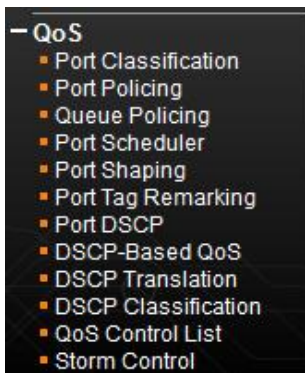 QoS
Port Classification
Port Policing
Queue Policing
Port Scheduler
Port Shaping
Port Tag Remarking
Port DSCP
DSCP-Based QoS
DSCP Translation
DSCP Classification
QoS Control List
Storm Control